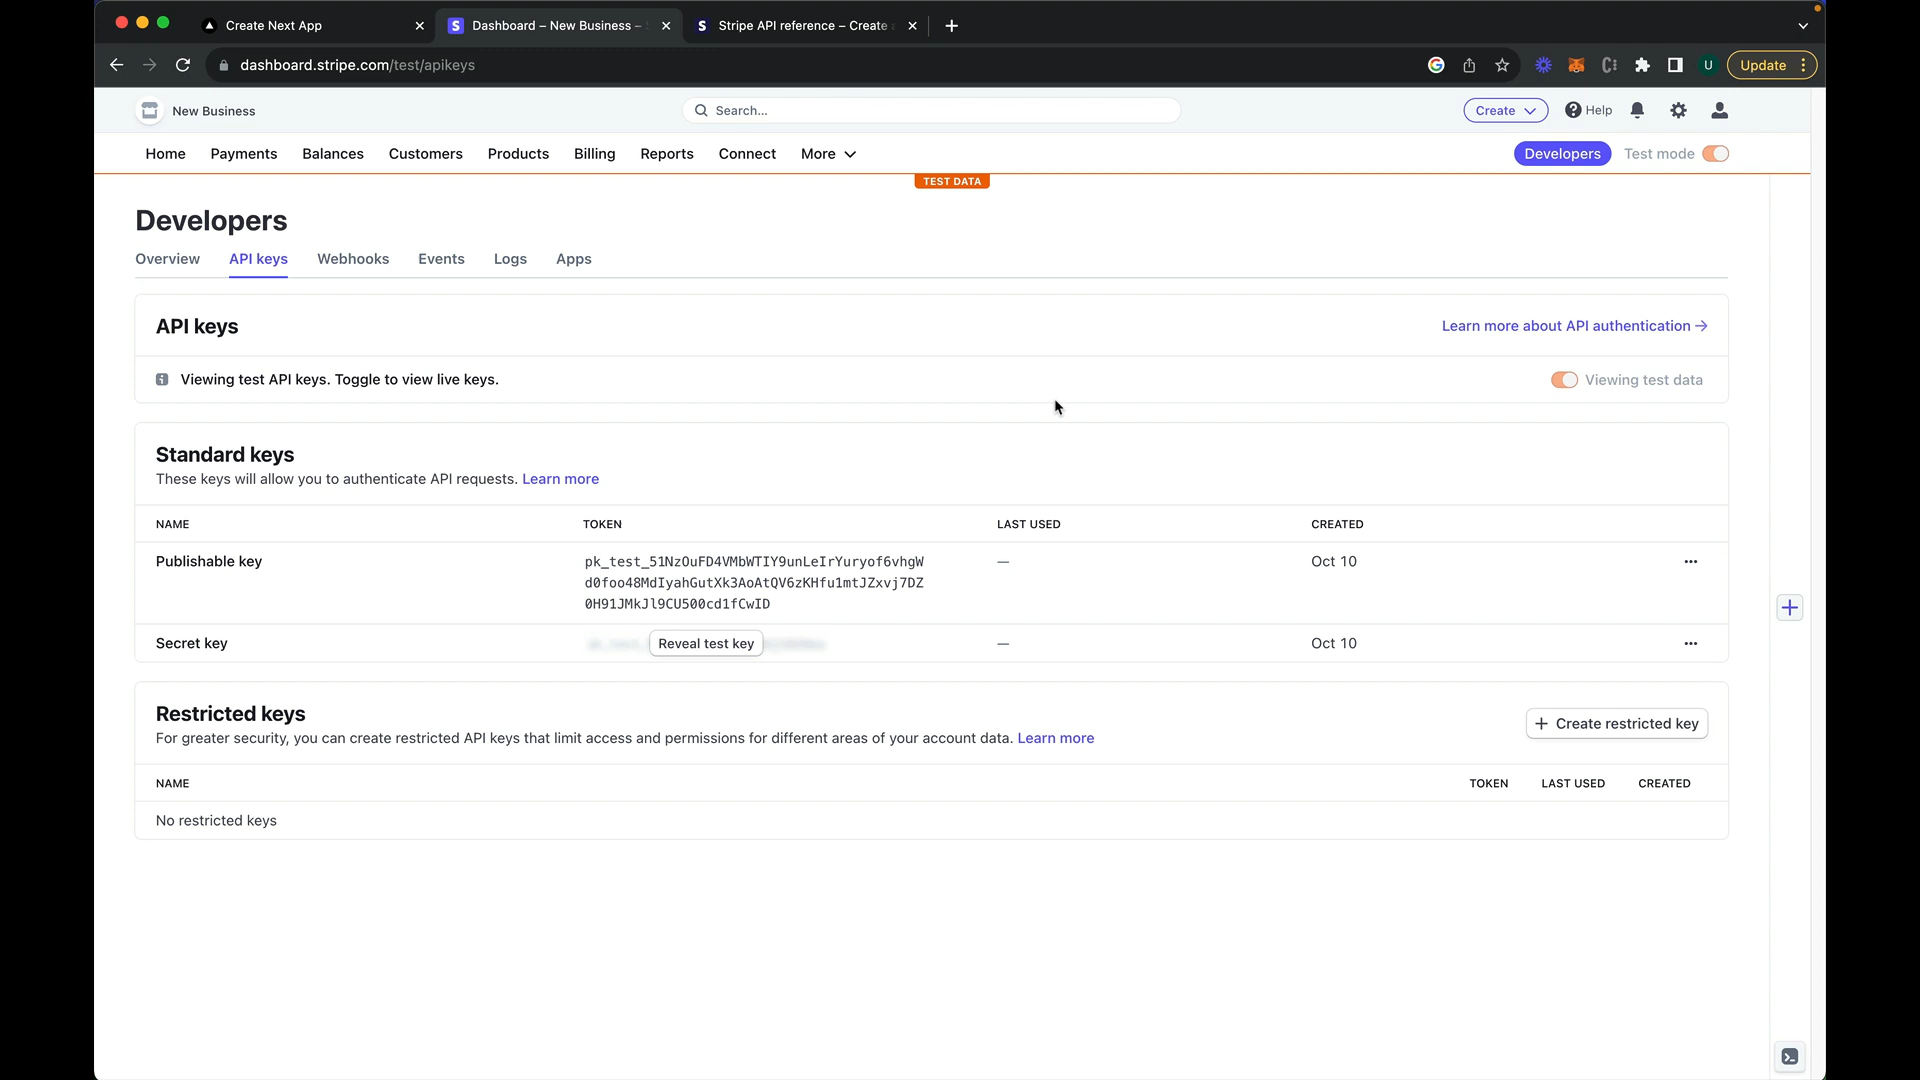 Create Next App
Dashboard – New Business –
Stripe API reference – Create
dashboard.stripe.com/test/apikeys
U
Update
New Business
Search...
Create
Help
Home
Payments
Balances
Customers
Products
Billing
Reports
Connect
More
Developers
Test mode
TEST DATA
Developers
Overview
API keys
Webhooks
Events
Logs
Apps
API keys
Learn more about API authentication →
Viewing test API keys. Toggle to view live keys.
Viewing test data
Standard keys
These keys will allow you to authenticate API requests. Learn more
NAME
TOKEN
LAST USED
CREATED
Publishable key
pk_test_51NzOuFD4VMbWTIY9unLeIrYuryof6vhgW
d0foo48MdIyahGutXk3AoAtQV6zKHfu1mtJZxvj7DZ
0H91JMkJl9CU500cd1fCwID
—
Oct 10
Secret key
Reveal test key
—
Oct 10
Restricted keys
For greater security, you can create restricted API keys that limit access and permissions for different areas of your account data. Learn more
Create restricted key
NAME
TOKEN
LAST USED
CREATED
No restricted keys